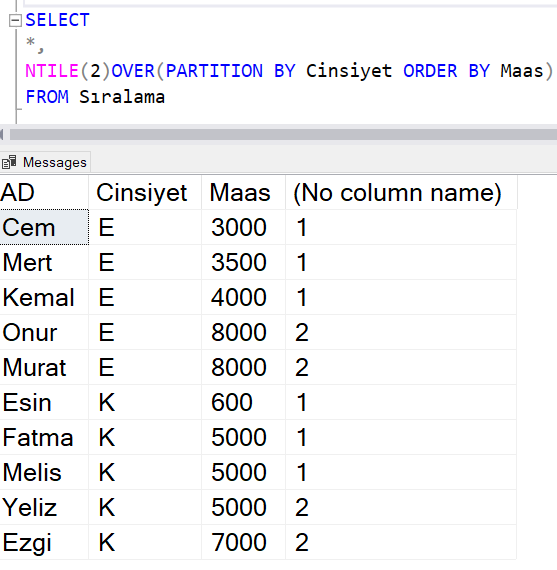 SELECT
*,
NTILE(2)OVER(PARTITION BY Cinsiyet ORDER BY Maas)
FROM Sıralama
Messages
AD Cinsiyet Maas (No column name)
Cem E 3000 1
Mert E 3500 1
Kemal E 4000 1
Onur E 8000 2
Murat E 8000 2
Esin K 600 1
Fatma K 5000 1
Melis K 5000 1
Yeliz K 5000 2
Ezgi K 7000 2